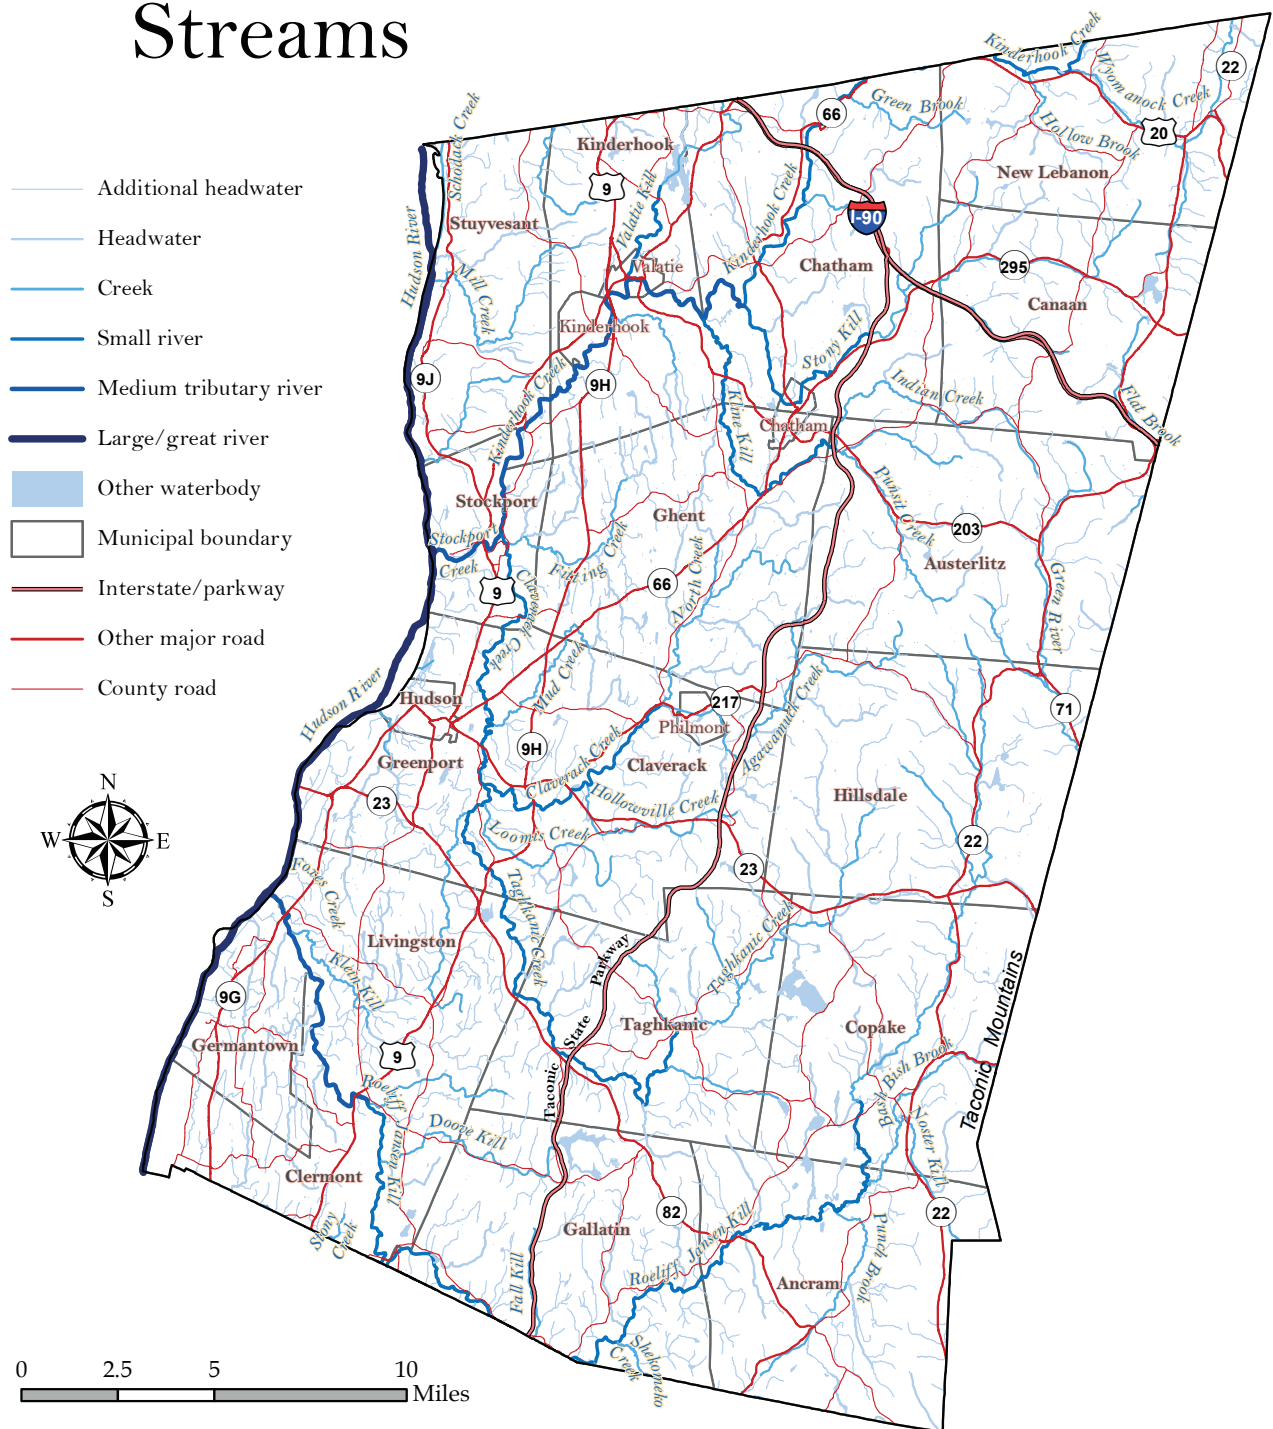 Streams
Additional headwater
Headwater
Creek
Small river
Medium tributary river
Large/great river
Other waterbody
Municipal boundary
Interstate/parkway
Other major road
County road
N
W
E
S
0
2.5
5
10
Miles
Kinderhook Creek
Wyomanock Creek
22
Green Brook
66
Hollow Brook
20
Schodack Creek
Kinderhook
New Lebanon
9
Valatie Kill
Kinderhook Creek
I-90
Stuyvesant
Hudson River
Valatie
Chatham
295
Mill Creek
Canaan
Kinderhook
Stony Kill
9J
9H
Kinderhook Creek
Indian Creek
Flat Brook
Kline Kill
Chatham
Stockport
Ghent
Punsit Creek
203
Stockport
Creek
Fitting Creek
Austerlitz
9
Claverack Creek
66
North Creek
Green River
Mud Creek
Hudson River
Hudson
217
Agawamuck Creek
71
Philmont
9H
Greenport
Claverack Creek
Claverack
23
Hollowville Creek
Hillsdale
Loomis Creek
22
23
Foxes Creek
Taghkanic Creek
Taghkanic Creek
Livingston
Klein Kill
Taconic State Parkway
9G
Taghkanic
Copake
Taconic Mountains
Germantown
9
Bash Bish Brook
Roeliff Jansen Kill
Doove Kill
Noster Kill
Clermont
Stony
Creek
82
22
Gallatin
Roeliff Jansen Kill
Punch Brook
Fall Kill
Ancram
Shekomeko
Creek